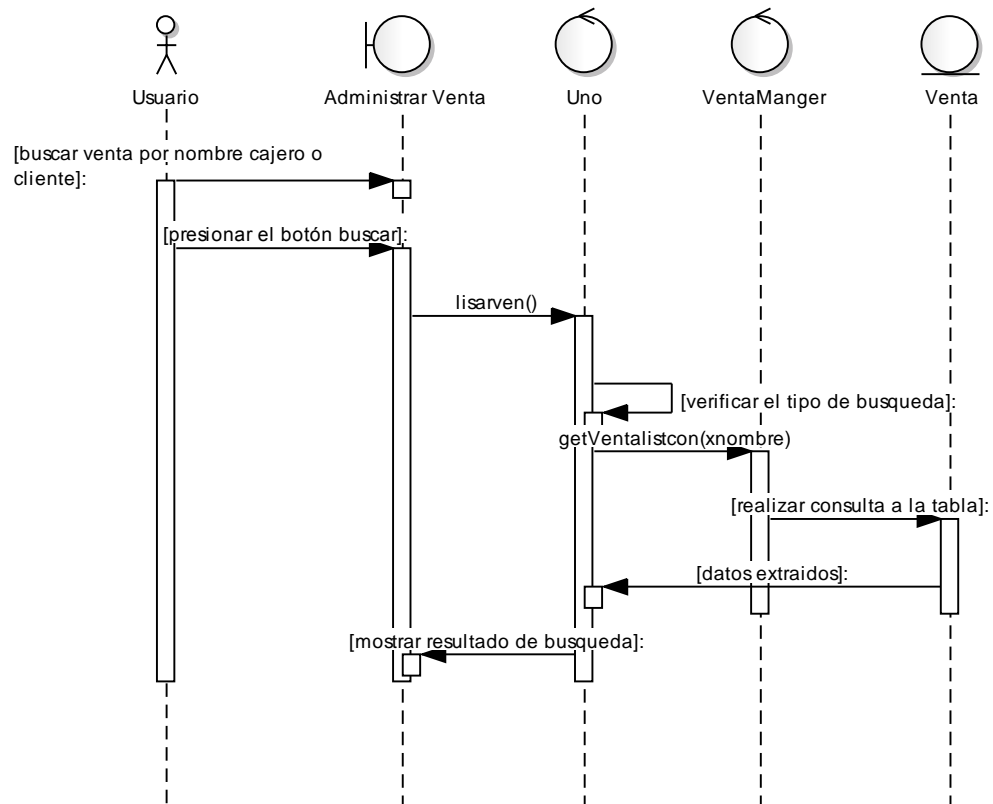 Usuario
Administrar Venta
Uno
VentaManger
Venta
[buscar venta por nombre cajero o
cliente]:
[presionar el botón buscar]:
lisarven()
[verificar el tipo de busqueda]:
getVentalistcon(xnombre)
[realizar consulta a la tabla]:
[datos extraidos]:
[mostrar resultado de busqueda]: